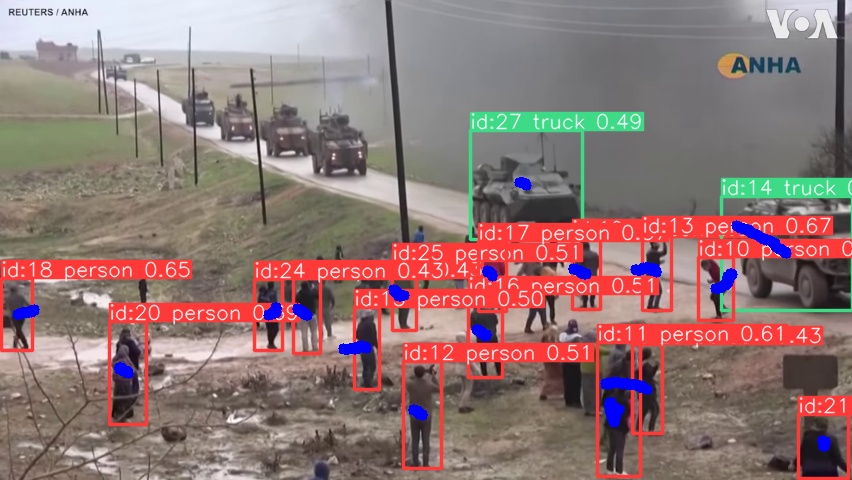 REUTERS / ANHA
VOA
ANHA
id:27 truck 0.49
id:14 truck
id:13 person 0.67
id:17 person
id:10 person
id:25 person 0.51
id:18 person 0.65
id:24 person 0.43
id:16 person 0.51
person 0.50
id:20 person
id:11 person 0.61
.43
id:12 person 0.51
id:21